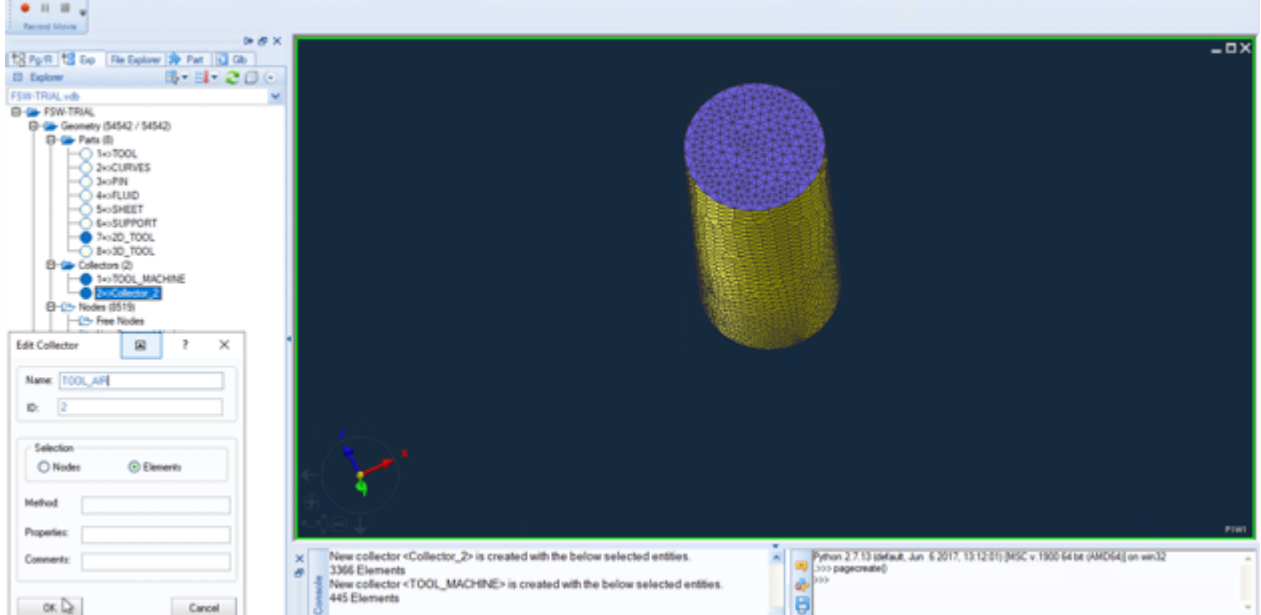 Record Movie
Pg/R Exp File Explorer Part Glb
Explorer
FSW-TRIAL.vdb
FSW-TRIAL
Geometry (54542 / 54542)
Parts (8)
1<>TOOL
2<>CURVES
3<>PIN
4<>FLUID
5<>SHEET
6<>SUPPORT
7<>2D_TOOL
8<>3D_TOOL
Collectors (2)
1<>TOOL_MACHINE
2<>Collector_2
Nodes (8519)
Free Nodes
Edit Collector ? X
Name: TOOL_AIR
ID: 2
Selection
Nodes Elements
Method:
Properties:
Comments:
OK Cancel
X
P1W1
Console
New collector <Collector_2> is created with the below selected entities.
3366 Elements
New collector <TOOL_MACHINE> is created with the below selected entities.
445 Elements
Python 2.7.13 (default, Jun 6 2017, 13:12:01) [MSC v.1900 64 bit (AMD64)] on win32
>>> pagecreate()
>>>